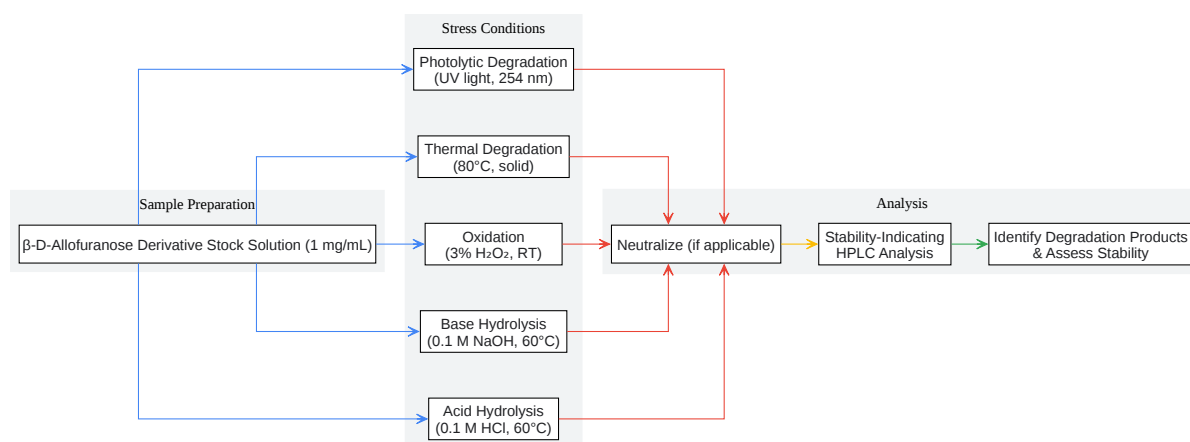 Stress Conditions
Photolytic Degradation
(UV light, 254 nm)
Thermal Degradation
(80°C, solid)
Sample Preparation
Analysis
β-D-Allofuranose Derivative Stock Solution (1 mg/mL)
Oxidation
(3% H₂O₂, RT)
Neutralize (if applicable)
Stability-Indicating
HPLC Analysis
Identify Degradation Products
& Assess Stability
Base Hydrolysis
(0.1 M NaOH, 60°C)
Acid Hydrolysis
(0.1 M HCl, 60°C)